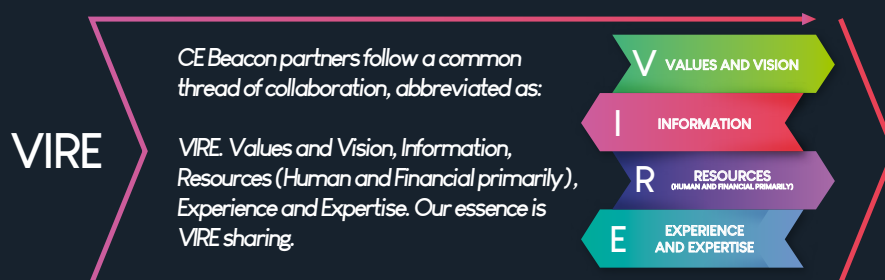 VIRE
CE Beacon partners follow a common
thread of collaboration, abbreviated as:
VIRE. Values and Vision, Information,
Resources (Human and Financial primarily),
Experience and Expertise. Our essence is
VIRE sharing.
V VALUES AND VISION
I INFORMATION
R RESOURCES
(HUMAN AND FINANCIAL PRIMARILY)
E EXPERIENCE
AND EXPERTISE